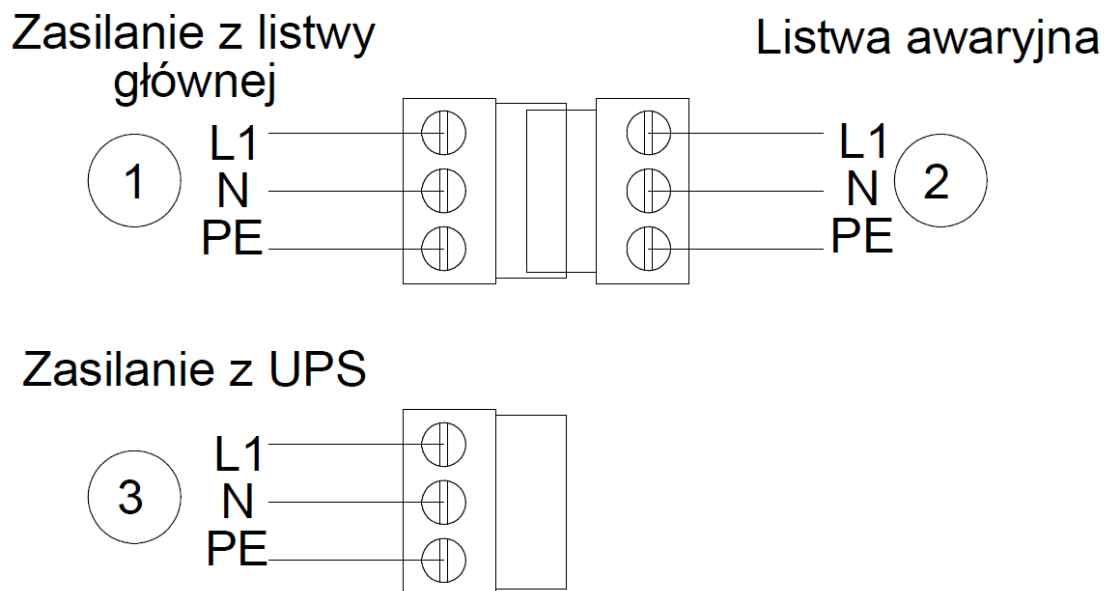 Zasilanie z listwy
głównej
Listwa awaryjna
1
L1
N
PE
L1
N
PE
2
Zasilanie z UPS
3
L1
N
PE